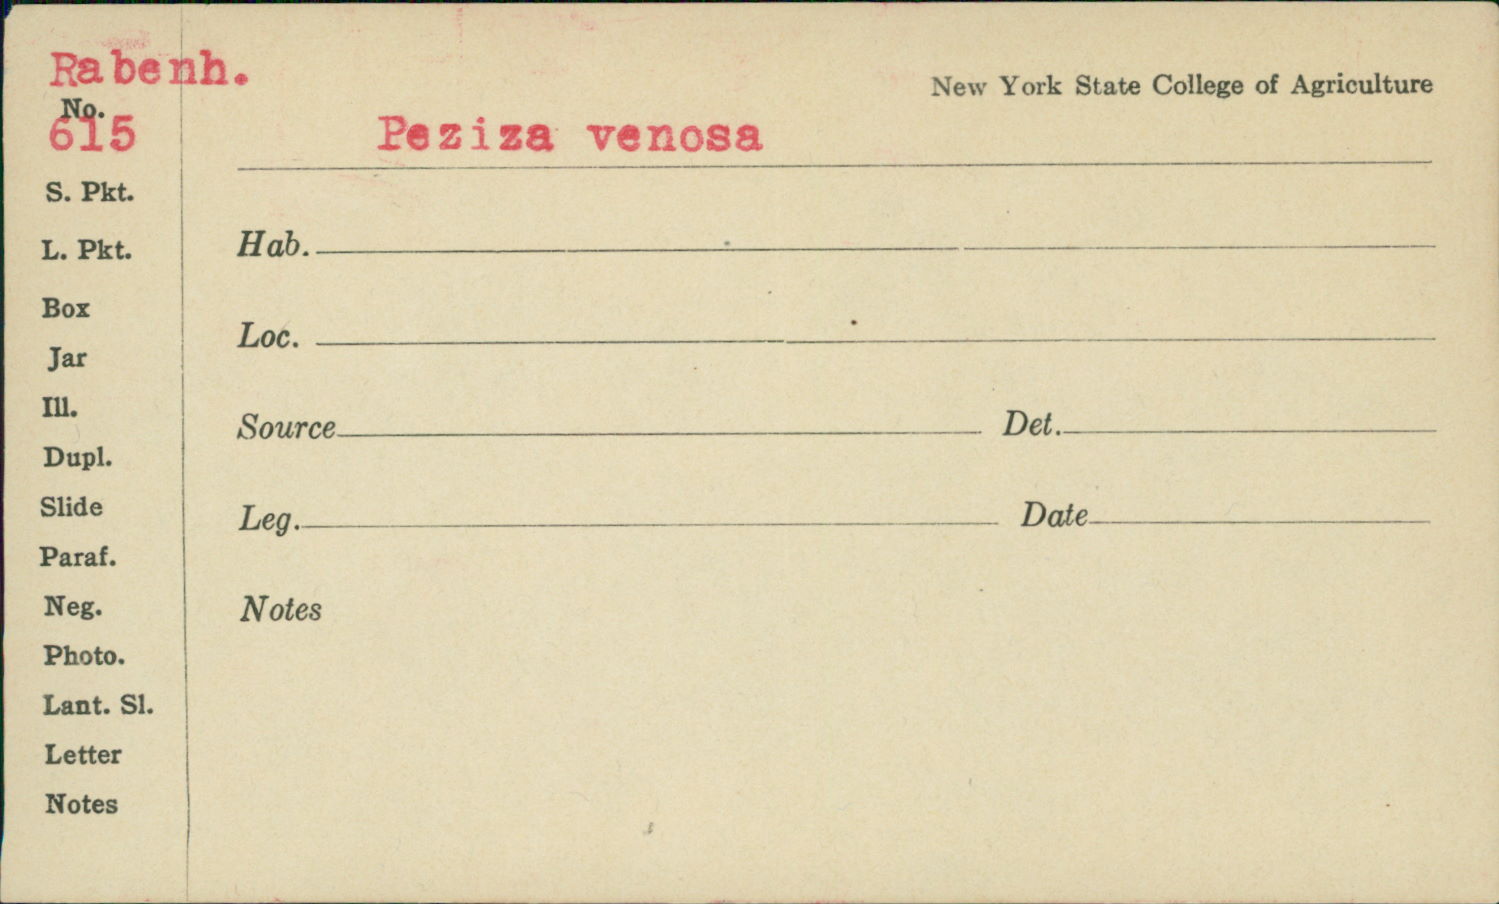 Rabenh.
New York State College of Agriculture
No.
615
Peziza venosa
S. Pkt.
L. Pkt.
Hab.
Box
Loc.
Jar
Ill.
Source Det.
Dupl.
Slide
Leg. Date
Paraf.
Neg.
Notes
Photo.
Lant. Sl.
Letter
Notes